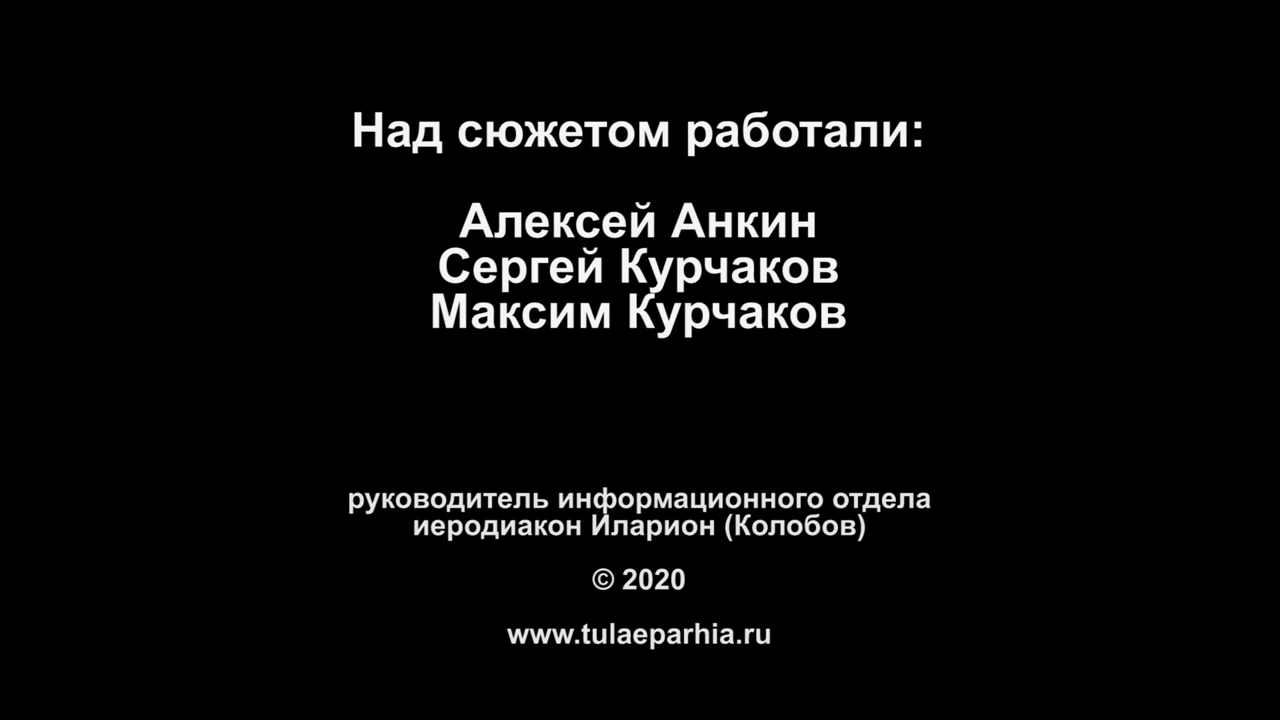 Над сюжетом работали:
Алексей Анкин
Сергей Курчаков
Максим Курчаков
руководитель информационного отдела
иеродиакон Иларион (Колобов)
© 2020
www.tulaeparhia.ru